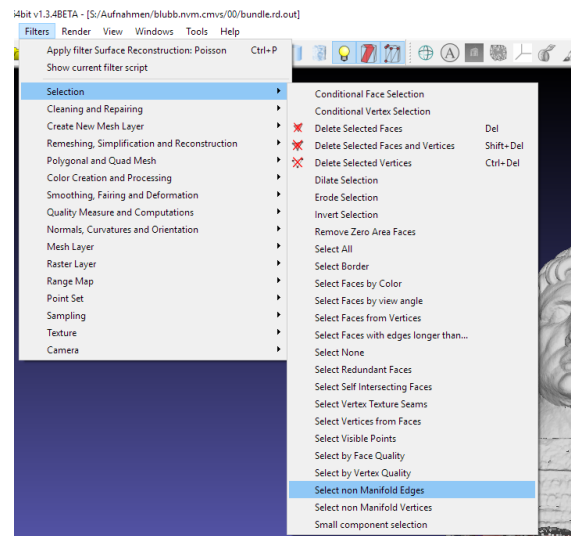 64bit v1.3.4BETA - [S:/Aufnahmen/blubb.nvm.cmvs/00/bundle.rd.out]
Filters Render View Windows Tools Help
Apply filter Surface Reconstruction: Poisson Ctrl+P
Show current filter script
Selection
Cleaning and Repairing
Create New Mesh Layer
Remeshing, Simplification and Reconstruction
Polygonal and Quad Mesh
Color Creation and Processing
Smoothing, Fairing and Deformation
Quality Measure and Computations
Normals, Curvatures and Orientation
Mesh Layer
Raster Layer
Range Map
Point Set
Sampling
Texture
Camera
Conditional Face Selection
Conditional Vertex Selection
Delete Selected Faces Del
Delete Selected Faces and Vertices Shift+Del
Delete Selected Vertices Ctrl+Del
Dilate Selection
Erode Selection
Invert Selection
Remove Zero Area Faces
Select All
Select Border
Select Faces by Color
Select Faces by view angle
Select Faces from Vertices
Select Faces with edges longer than...
Select None
Select Redundant Faces
Select Self Intersecting Faces
Select Vertex Texture Seams
Select Vertices from Faces
Select Visible Points
Select by Face Quality
Select by Vertex Quality
Select non Manifold Edges
Select non Manifold Vertices
Small component selection